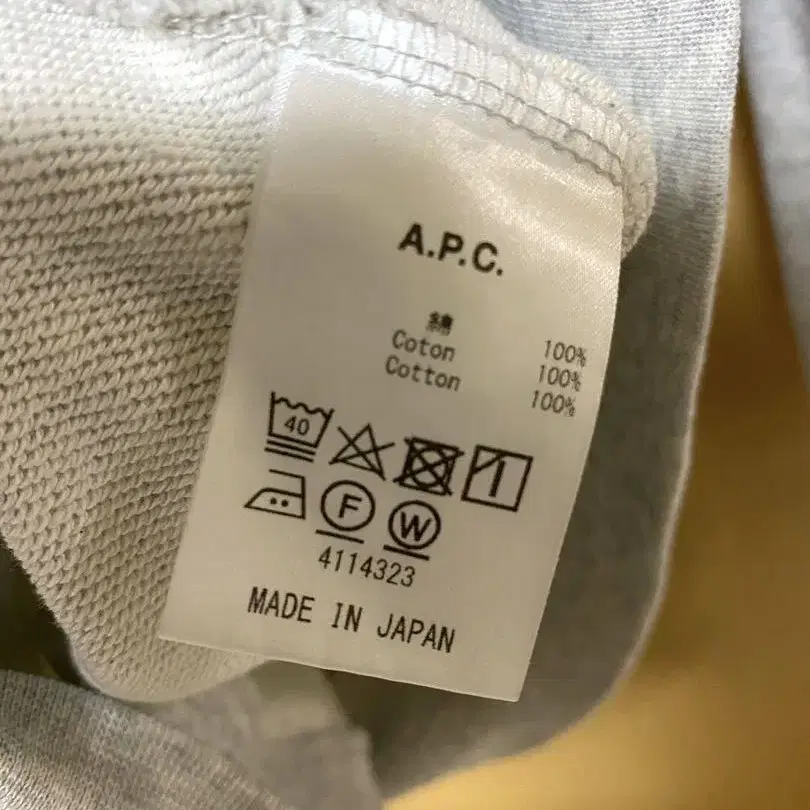 A.P.C.
綿 100%
Coton 100%
Cotton 100%
40
F W
4114323
MADE IN JAPAN